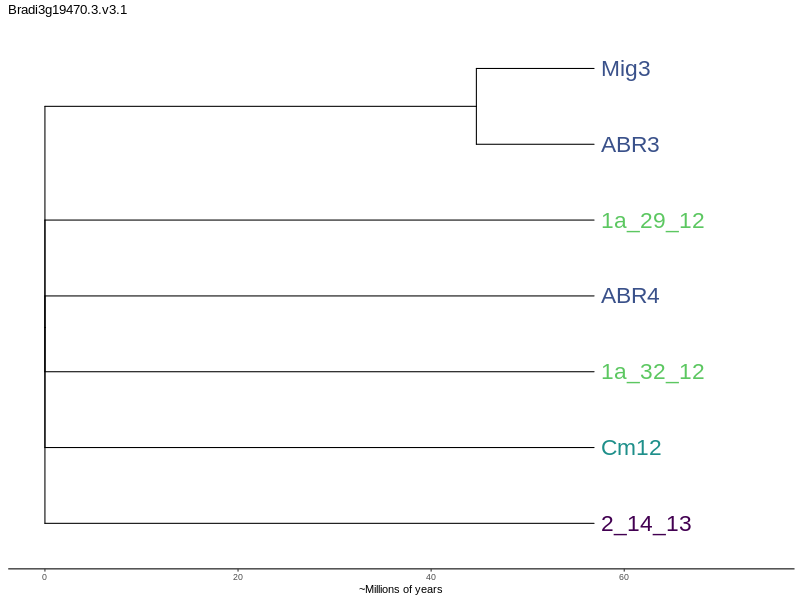 Bradi3g19470.3.v3.1
Mig3
ABR3
1a_29_12
ABR4
1a_32_12
Cm12
2_14_13
0 20 40 60
~Millions of years